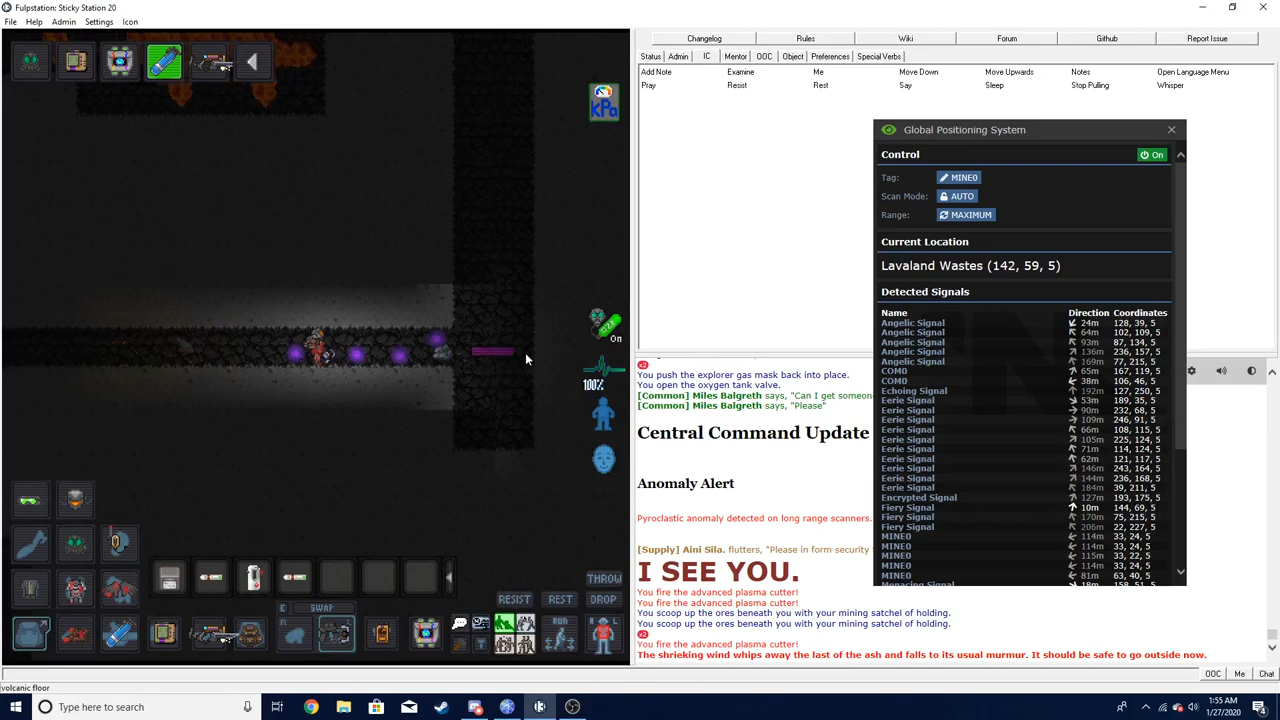 Fulpstation: Sticky Station 20
File Help Admin Settings Icon
Changelog Rules Wiki Forum Github Report Issue
Status Admin IC Mentor OOC Object Preferences Special Verbs
Add Note Examine Me Move Down Move Upwards Notes Open Language Menu
Pray Resist Rest Say Sleep Stop Pulling Whisper
kPa
On
100%
THROW
RESIST REST DROP
E SWAP
RUN
Global Positioning System
Control On
Tag: MINE0
Scan Mode: AUTO
Range: MAXIMUM
Current Location
Lavaland Wastes (142, 59, 5)
Detected Signals
Name Direction Coordinates
Angelic Signal 24m 128, 39, 5
Angelic Signal 64m 102, 109, 5
Angelic Signal 93m 87, 134, 5
Angelic Signal 136m 236, 157, 5
Angelic Signal 169m 77, 215, 5
COM0 65m 167, 119, 5
COM0 38m 106, 46, 5
Echoing Signal 192m 127, 250, 5
Eerie Signal 53m 189, 35, 5
Eerie Signal 90m 232, 68, 5
Eerie Signal 109m 246, 91, 5
Eerie Signal 66m 108, 115, 5
Eerie Signal 105m 225, 124, 5
Eerie Signal 71m 114, 124, 5
Eerie Signal 62m 121, 117, 5
Eerie Signal 146m 243, 164, 5
Eerie Signal 144m 236, 168, 5
Eerie Signal 184m 39, 211, 5
Encrypted Signal 127m 193, 175, 5
Fiery Signal 10m 144, 69, 5
Fiery Signal 170m 75, 215, 5
Fiery Signal 206m 22, 227, 5
MINE0 114m 33, 24, 5
MINE0 114m 33, 24, 5
MINE0 115m 33, 22, 5
MINE0 114m 33, 24, 5
MINE0 81m 63, 40, 5
Menacing Signal 18m 158, 51, 5
x2
You push the explorer gas mask back into place.
You open the oxygen tank valve.
[Common] Miles Balgreth says, "Can I get someon
[Common] Miles Balgreth says, "Please"
Central Command Update
Anomaly Alert
Pyroclastic anomaly detected on long range scanners.
[Supply] Aini Sila. flutters, "Please in form security
I SEE YOU.
You fire the advanced plasma cutter!
You fire the advanced plasma cutter!
You scoop up the ores beneath you with your mining satchel of holding.
You scoop up the ores beneath you with your mining satchel of holding.
x2
You fire the advanced plasma cutter!
The shrieking wind whips away the last of the ash and falls to its usual murmur. It should be safe to go outside now.
OOC Me Chat
volcanic floor
Type here to search
1:55 AM
1/27/2020